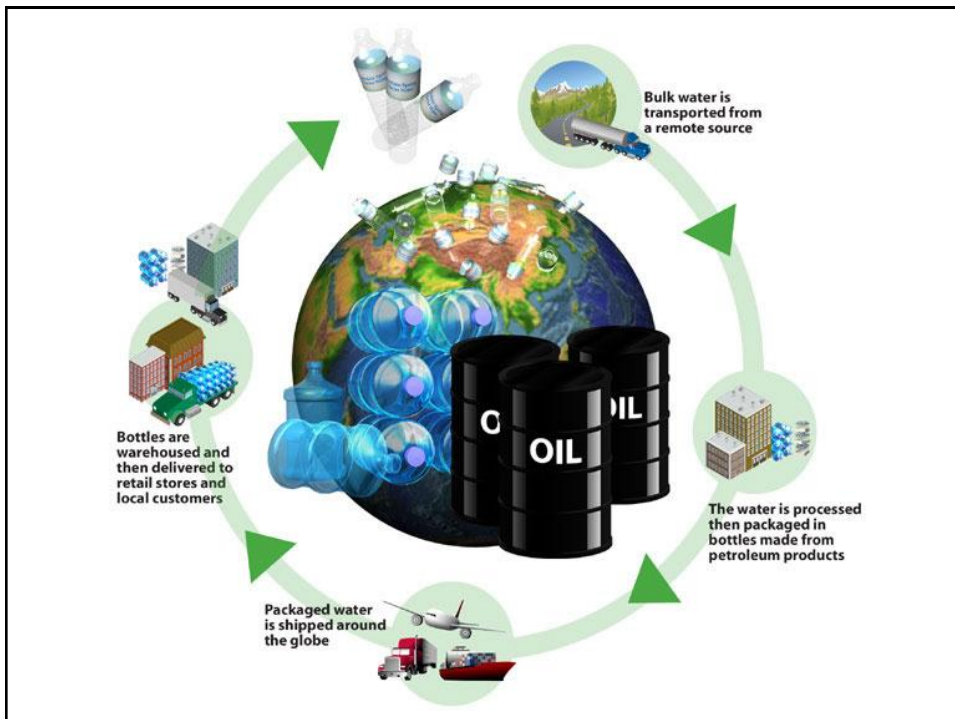 Bulk water is
transported from
a remote source
The water is processed
then packaged in
bottles made from
petroleum products
Packaged water
is shipped around
the globe
Bottles are
warehoused and
then delivered to
retail stores and
local customers
OIL
OIL
OIL